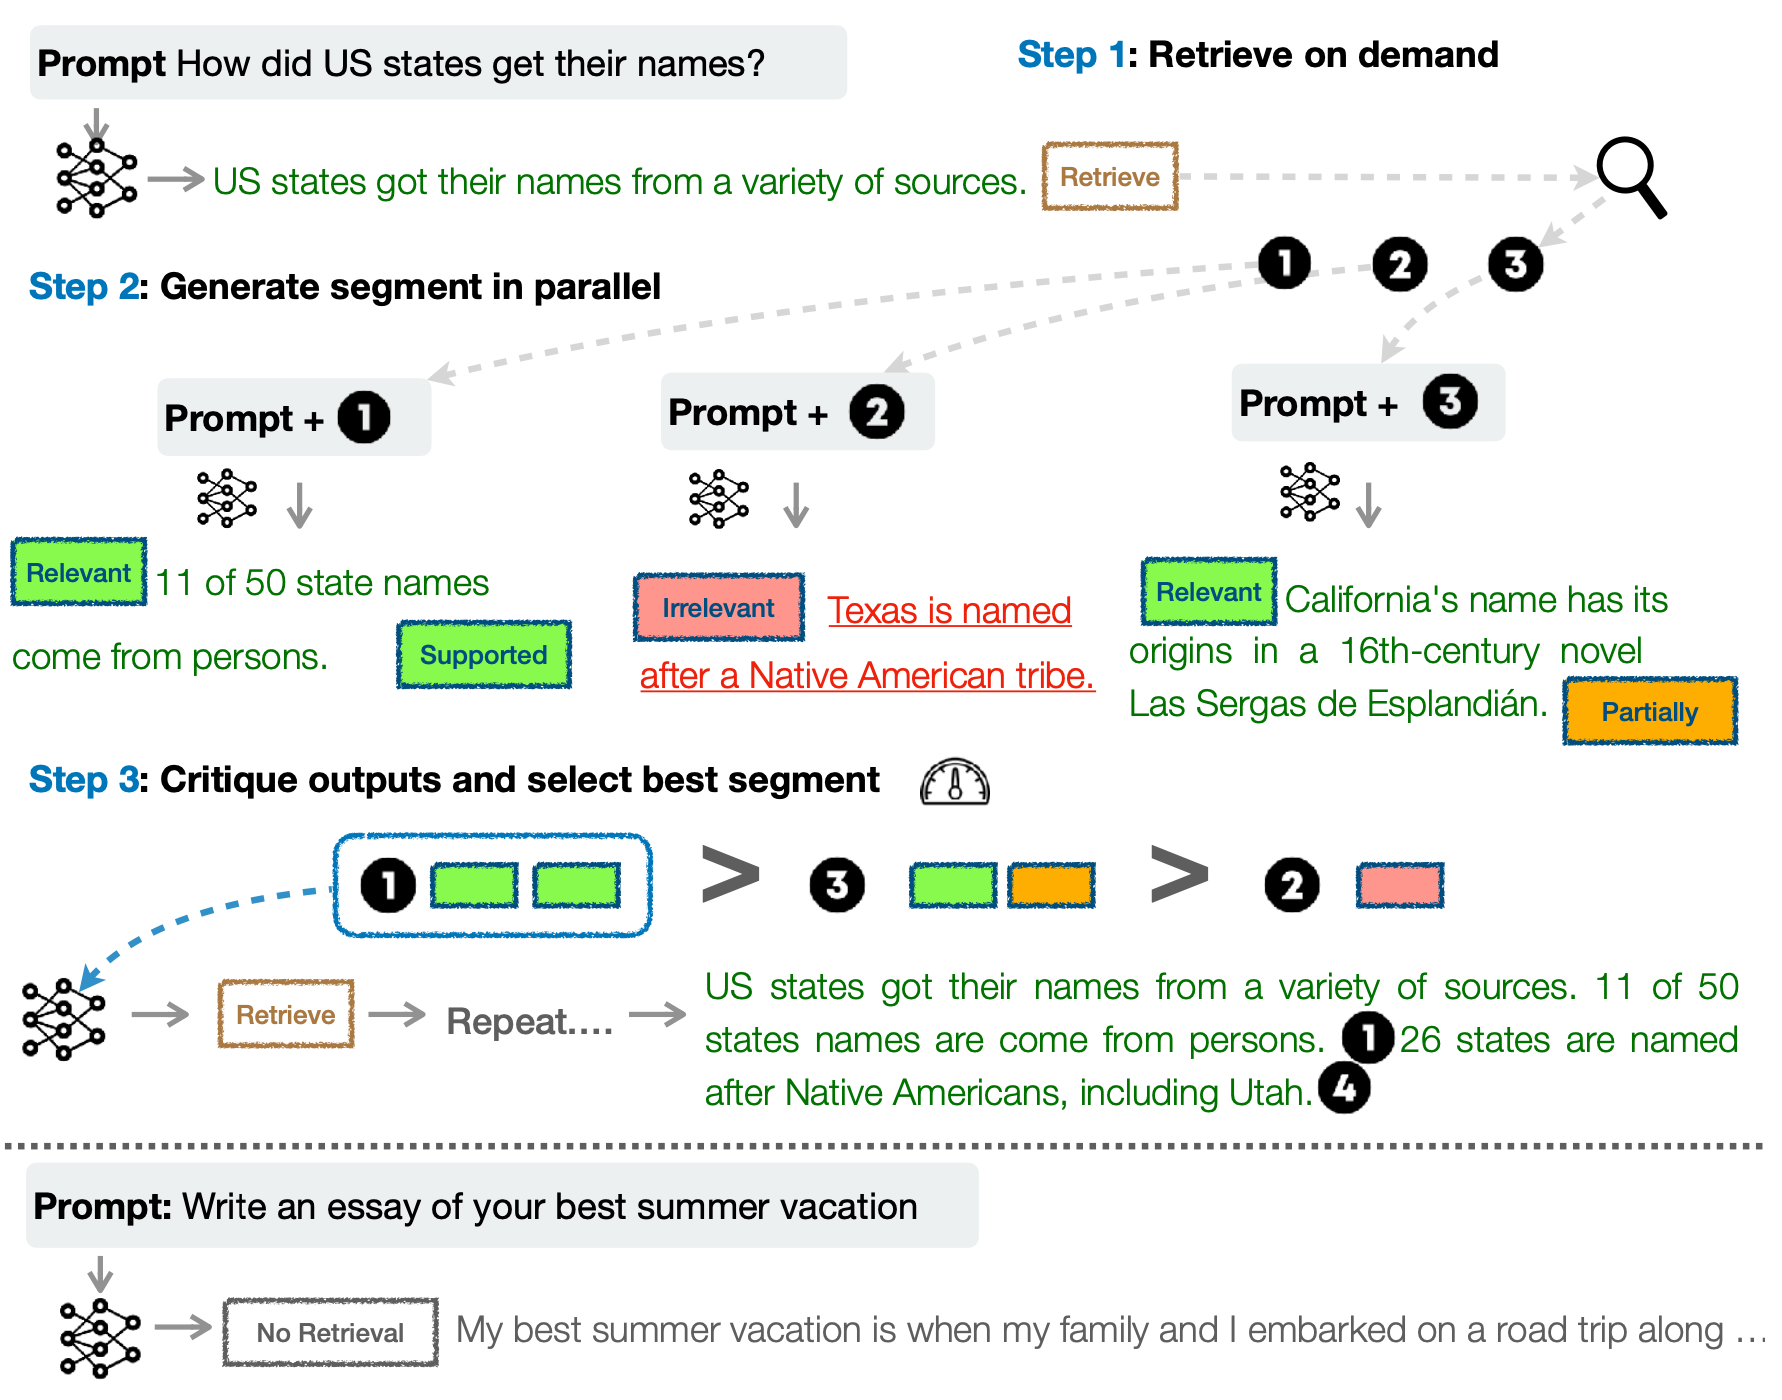 Prompt How did US states get their names?
Step 1: Retrieve on demand
US states got their names from a variety of sources. Retrieve
1 2 3
Step 2: Generate segment in parallel
Prompt + 1
Prompt + 2
Prompt + 3
Relevant 11 of 50 state names
come from persons. Supported
Irrelevant Texas is named
after a Native American tribe.
Relevant California's name has its
origins in a 16th-century novel
Las Sergas de Esplandián. Partially
Step 3: Critique outputs and select best segment
1 > 3 > 2
Retrieve Repeat....
US states got their names from a variety of sources. 11 of 50
states names are come from persons. 1 26 states are named
after Native Americans, including Utah. 4
Prompt: Write an essay of your best summer vacation
No Retrieval My best summer vacation is when my family and I embarked on a road trip along ...